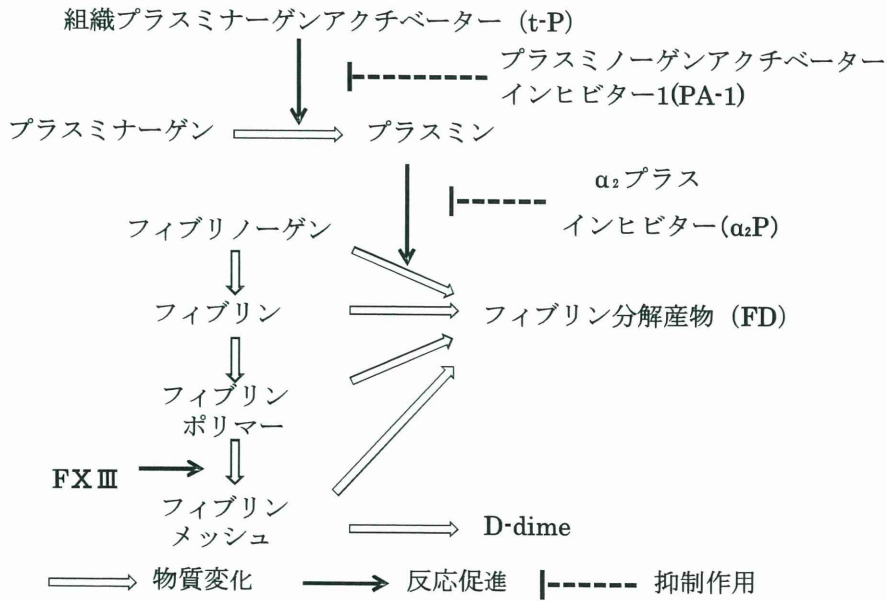 組織プラスミナーゲンアクチベーター (t-P)
プラスミノーゲンアクチベーター
インヒビター1(PA-1)
プラスミナーゲン
プラスミン
α₂プラス
インヒビター(α₂P)
フィブリノーゲン
フィブリン
フィブリン分解産物 (FD)
フィブリン
ポリマー
FXⅢ
フィブリン
メッシュ
D-dime
物質変化
反応促進
抑制作用